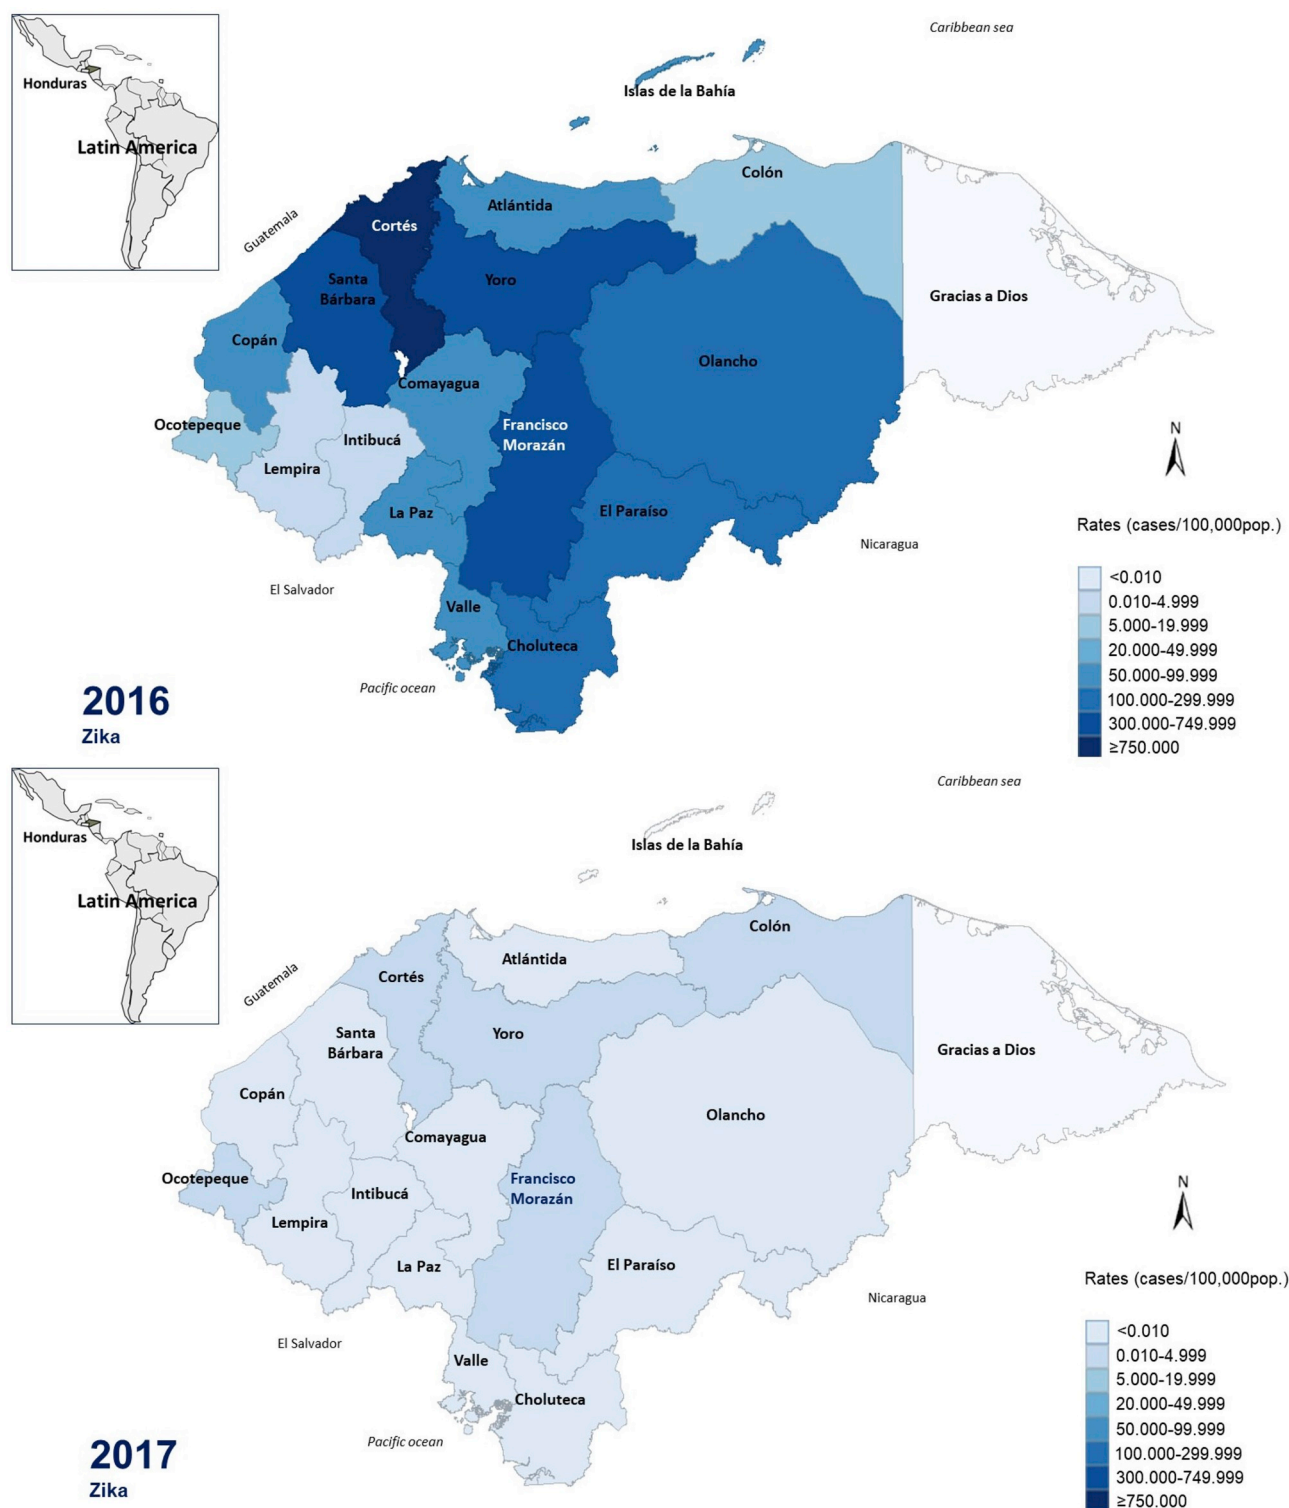 Caribbean sea
Honduras
Latin America
Islas de la Bahía
Guatemala
Colón
Atlántida
Cortés
Yoro
Santa
Bárbara
Gracias a Dios
Copán
Olancho
Comayagua
Ocotepeque
Francisco
Morazán
Intibucá
Lempira
La Paz
El Paraíso
N
Rates (cases/100,000pop.)
Nicaragua
El Salvador
Valle
Choluteca
Pacific ocean
<0.010
0.010-4.999
5.000-19.999
20.000-49.999
50.000-99.999
100.000-299.999
300.000-749.999
≥750.000
2016
Zika
Caribbean sea
Honduras
Latin America
Islas de la Bahía
Guatemala
Colón
Atlántida
Cortés
Yoro
Santa
Bárbara
Gracias a Dios
Copán
Olancho
Comayagua
Ocotepeque
Francisco
Morazán
Intibucá
Lempira
La Paz
El Paraíso
N
Rates (cases/100,000pop.)
Nicaragua
El Salvador
Valle
Choluteca
Pacific ocean
<0.010
0.010-4.999
5.000-19.999
20.000-49.999
50.000-99.999
100.000-299.999
300.000-749.999
≥750.000
2017
Zika